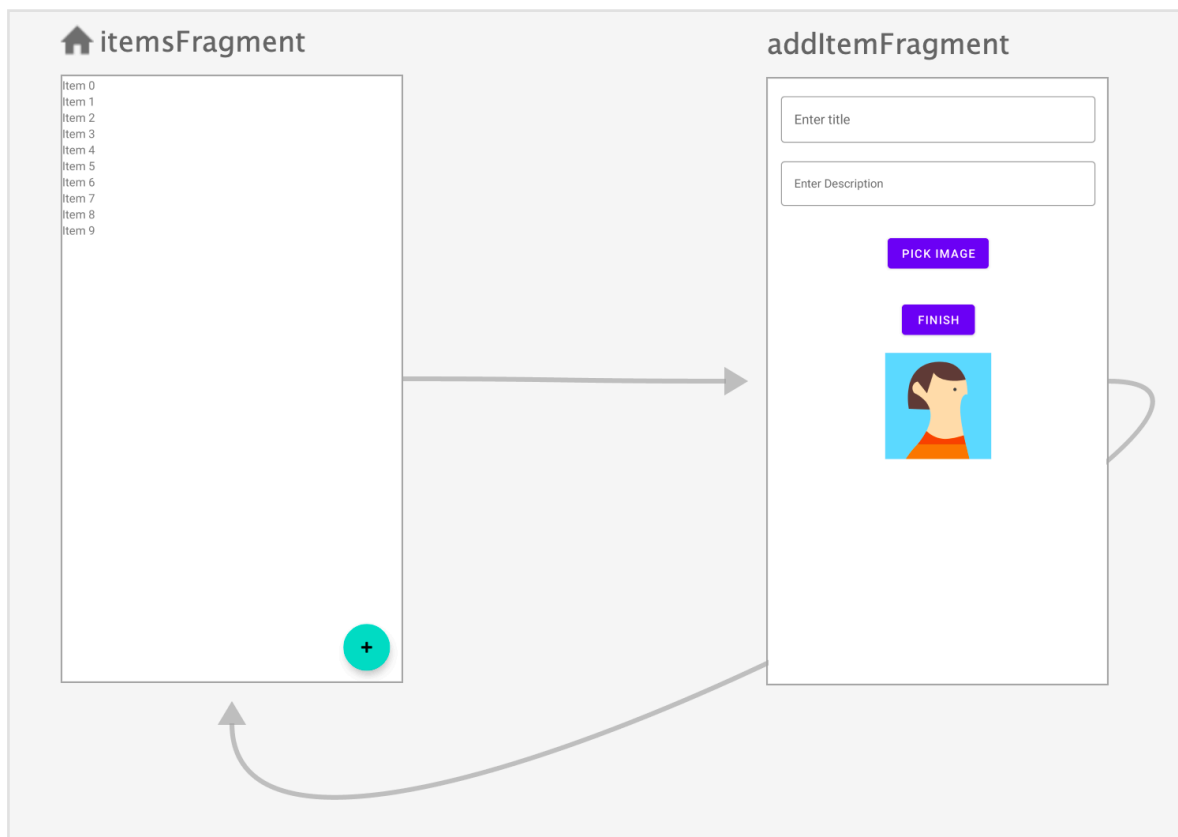 itemsFragment
Item 0
Item 1
Item 2
Item 3
Item 4
Item 5
Item 6
Item 7
Item 8
Item 9
+
addItemFragment
Enter title
Enter Description
PICK IMAGE
FINISH